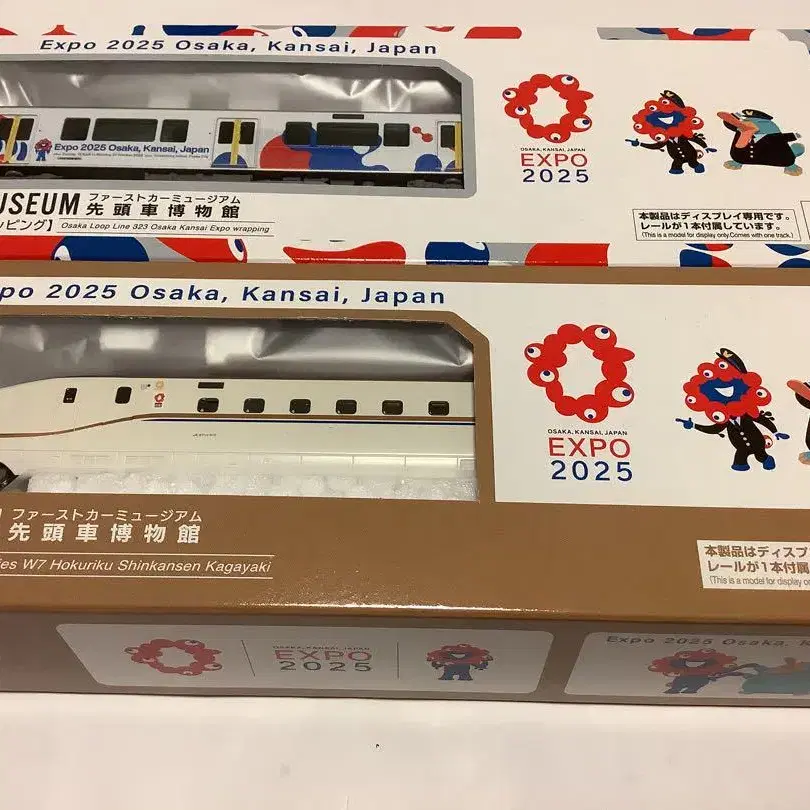 Expo 2025 Osaka, Kansai, Japan
Expo 2025 Osaka, Kansai, Japan
OSAKA, KANSAI, JAPAN
EXPO
2025
USEUM
ファーストカーミュージアム
先頭車博物館
ッピング】
Osaka Loop Line 323 Osaka Kansai Expo wrapping
本製品はディスプレイ専用です。
レールが1本付属しています。
(This is a model for display only.Comes with one track.)
po 2025 Osaka, Kansai, Japan
OSAKA, KANSAI, JAPAN
EXPO
2025
ファーストカーミュージアム
先頭車博物館
ies W7 Hokuriku Shinkansen Kagayaki
本製品はディスプ
レールが1本付属
(This is a model for display on
OSAKA, KANSAI, JAPAN
EXPO
2025
Expo 2025 Osaka,